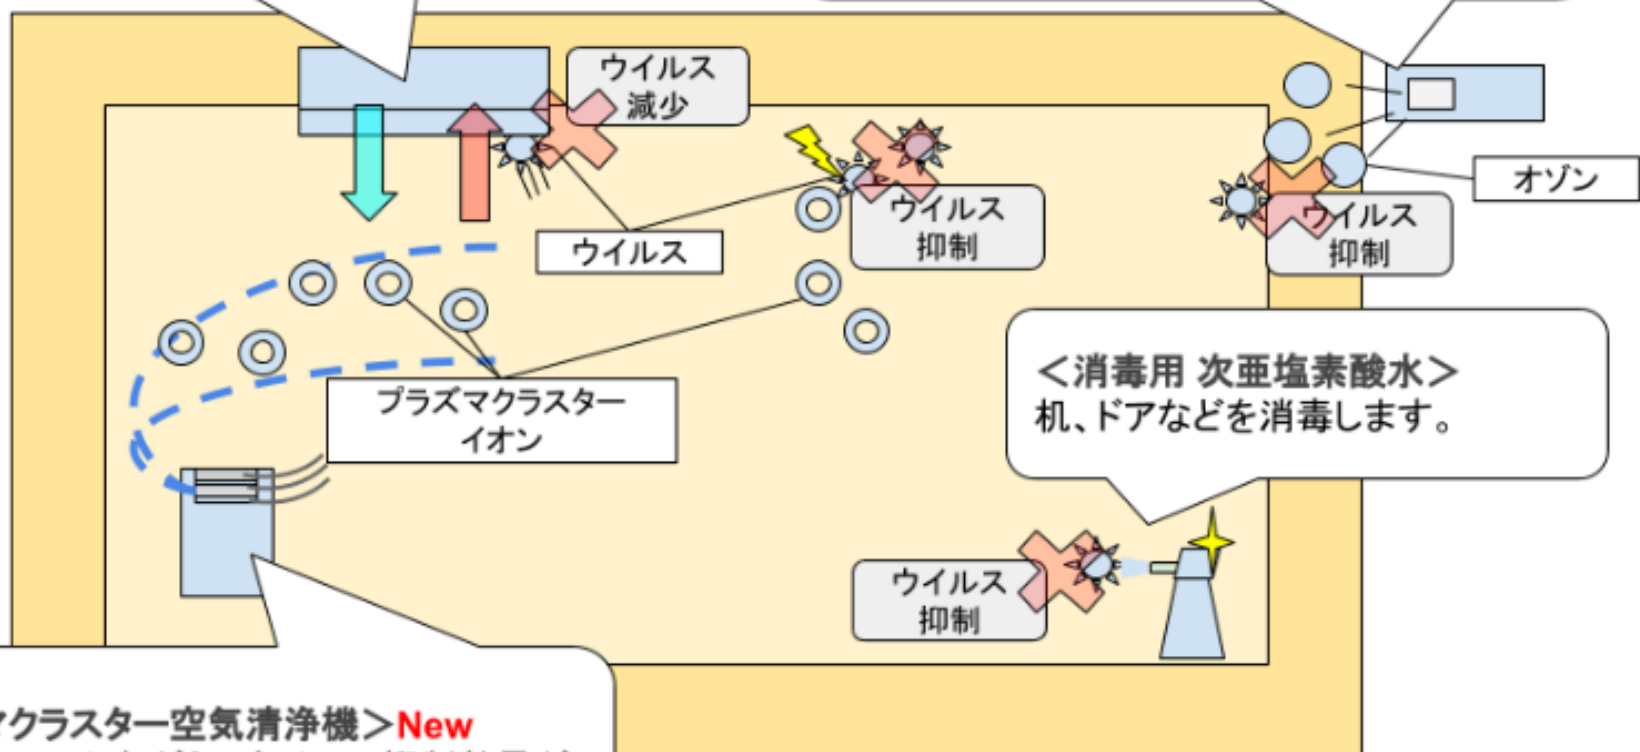 ウイルス
減少
ウイルス
抑制
オゾン
ウイルス
抑制
ウイルス
＜消毒用 次亜塩素酸水＞
机、ドアなどを消毒します。
プラズマクラスター
イオン
ウイルス
抑制
マクラスター空気清浄機＞New